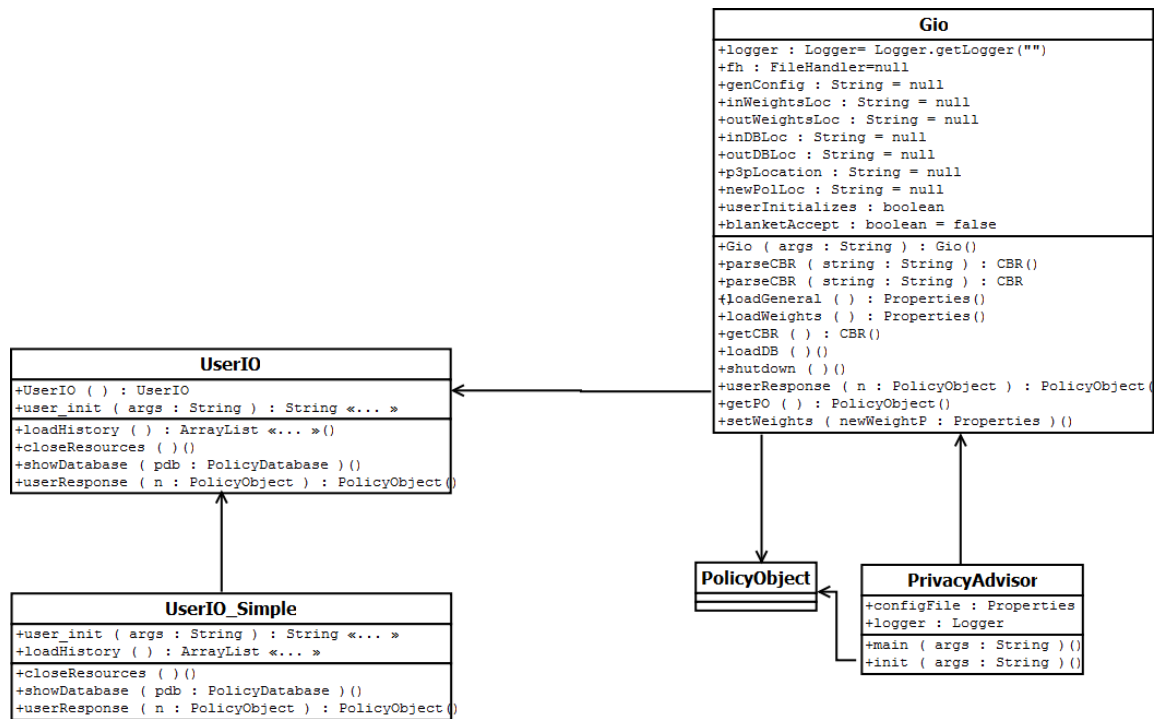 Gio
+logger : Logger= Logger.getLogger("")
+fh : FileHandler=null
+genConfig : String = null
+inWeightsLoc : String = null
+outWeightsLoc : String = null
+inDBLoc : String = null
+outDBLoc : String = null
+p3pLocation : String = null
+newPolLoc : String = null
+userInitializes : boolean
+blanketAccept : boolean = false
+Gio ( args : String ) : Gio()
+parseCBR ( string : String ) : CBR()
+parseCBR ( string : String ) : CBR
+loadGeneral ( ) : Properties()
+loadWeights ( ) : Properties()
+getCBR ( ) : CBR()
+loadDB ( )()
+shutdown ( )()
+userResponse ( n : PolicyObject ) : PolicyObject(
+getPO ( ) : PolicyObject()
+setWeights ( newWeightP : Properties )()
UserIO
+UserIO ( ) : UserIO
+user_init ( args : String ) : String «... »
+loadHistory ( ) : ArrayList «... »()
+closeResources ( )()
+showDatabase ( pdb : PolicyDatabase )()
+userResponse ( n : PolicyObject ) : PolicyObject()
PolicyObject
PrivacyAdvisor
+configFile : Properties
+logger : Logger
+main ( args : String )()
+init ( args : String )()
UserIO_Simple
+user_init ( args : String ) : String «... »
+loadHistory ( ) : ArrayList «... »
+closeResources ( )()
+showDatabase ( pdb : PolicyDatabase )()
+userResponse ( n : PolicyObject ) : PolicyObject()